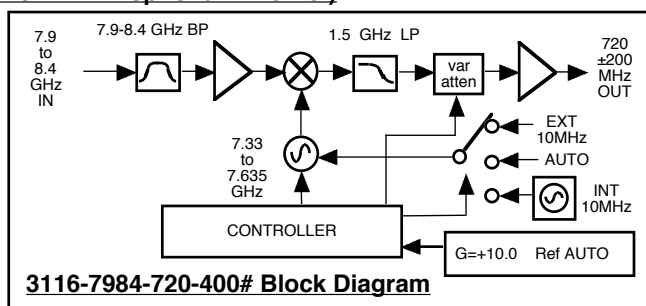 7.9
to
8.4
GHz
IN
7.9-8.4 GHz BP
1.5 GHz LP
var
atten
720
±200
MHz
OUT
7.33
to
7.635
GHz
EXT
10MHz
AUTO
INT
10MHz
CONTROLLER
G=+10.0 Ref AUTO
3116-7984-720-400# Block Diagram